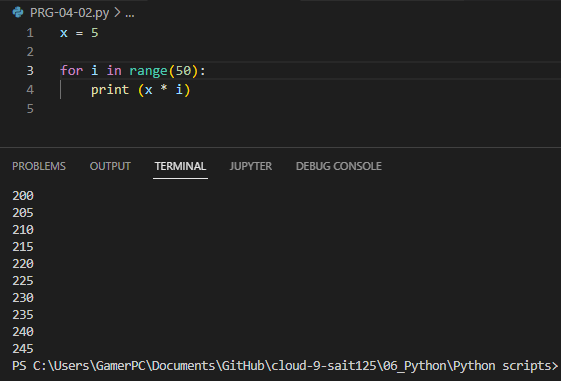 PRG-04-02.py > ...
1 x = 5
2
3 for i in range(50):
4     print (x * i)
5
PROBLEMS OUTPUT TERMINAL JUPYTER DEBUG CONSOLE
200
205
210
215
220
225
230
235
240
245
PS C:\Users\GamerPC\Documents\GitHub\cloud-9-sait125\06_Python\Python scripts>